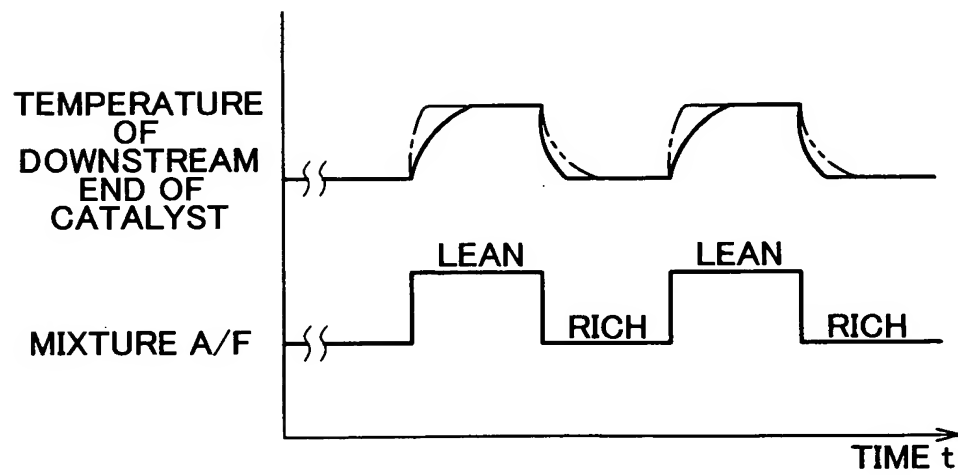 TEMPERATURE
OF
DOWNSTREAM
END OF
CATALYST
LEAN
LEAN
MIXTURE A/F
RICH
RICH
TIME t